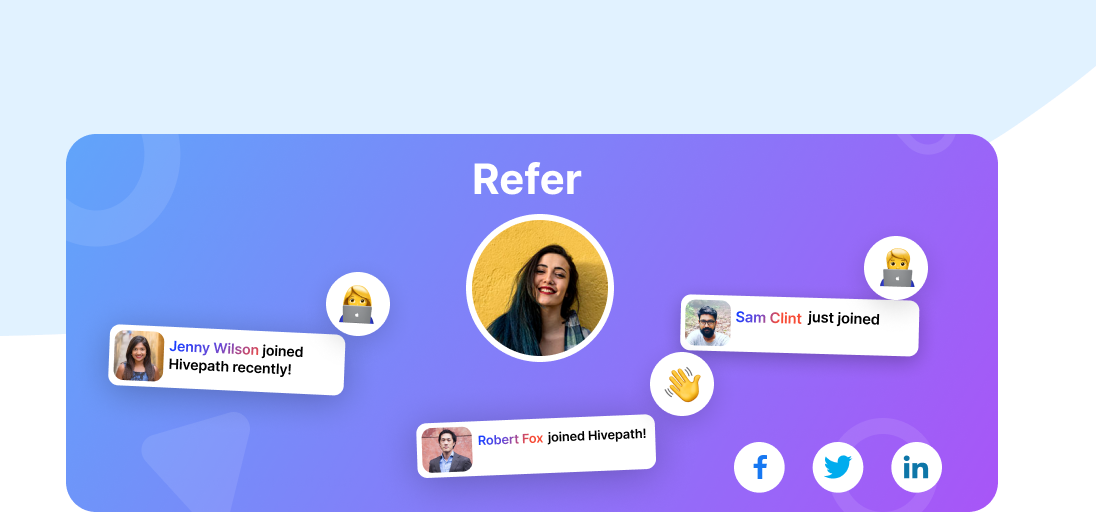 Refer
Sam Clint just joined
Jenny Wilson joined
Hivepath recently!
Robert Fox joined Hivepath!
f
in